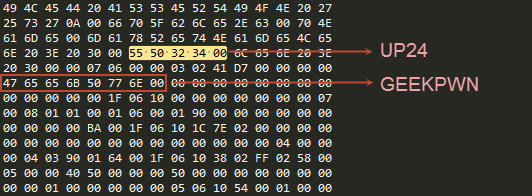 49 4C 45 44 20 41 53 53 45 52 54 49 4F 4E 20 27
25 73 27 0A 00 66 70 5F 62 6C 65 2E 63 00 70 4E
61 6D 65 00 6D 61 78 65 74 4E 61 6D 65 4C 65
6E 20 3E 20 30 00 55 50 32 34 00 6C 65 6E 20 3E UP24
20 30 00 00 07 06 00 00 03 02 41 D7 00 00 00 00
47 65 65 6B 50 77 6E 00 00 00 00 00 00 00 00 00 GEEKPWN
00 00 00 00 00 1F 06 10 00 00 00 00 00 00 00 07
00 00 08 01 01 00 01 06 00 01 90 00 00 00 00 00
00 00 00 00 BA 00 1F 06 10 1C 7E 02 00 00 00 00
00 00 00 00 00 00 00 00 00 00 00 00 04 00 00
00 04 03 90 01 64 00 1F 06 10 38 02 FF 02 58 00
05 00 00 40 50 00 00 00 00 50 00 00 00 00 00
00 00 01 00 00 00 00 00 05 06 10 54 00 01 00 00